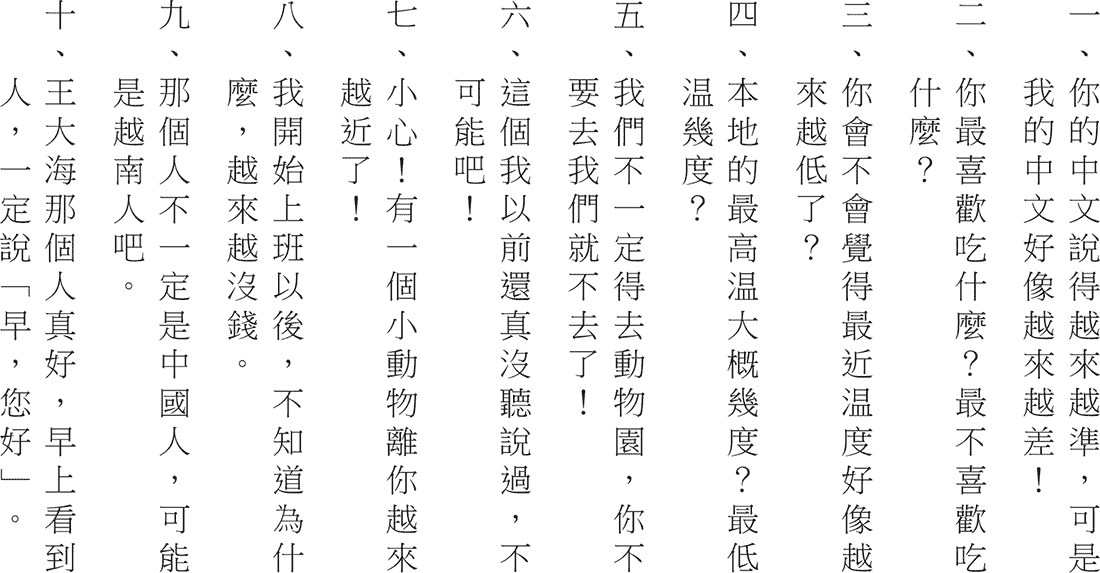 一、你的中文說得越來越準，可是
我的中文好像越來越差！
二、你最喜歡吃什麼？最不喜歡吃
什麼？
三、你會不會覺得最近温度好像越
來越低了？
四、本地的最高温大概幾度？最低
温幾度？
五、我們不一定得去動物園，你不
要去我們就不去了！
六、這個我以前還真沒聽說過，不
可能吧！
七、小心！有一個小動物離你越來
越近了！
八、我開始上班以後，不知道為什
麼，越來越沒錢。
九、那個人不一定是中國人，可能
是越南人吧。
十、王大海那個人真好，早上看到
人，一定說「早，您好」。